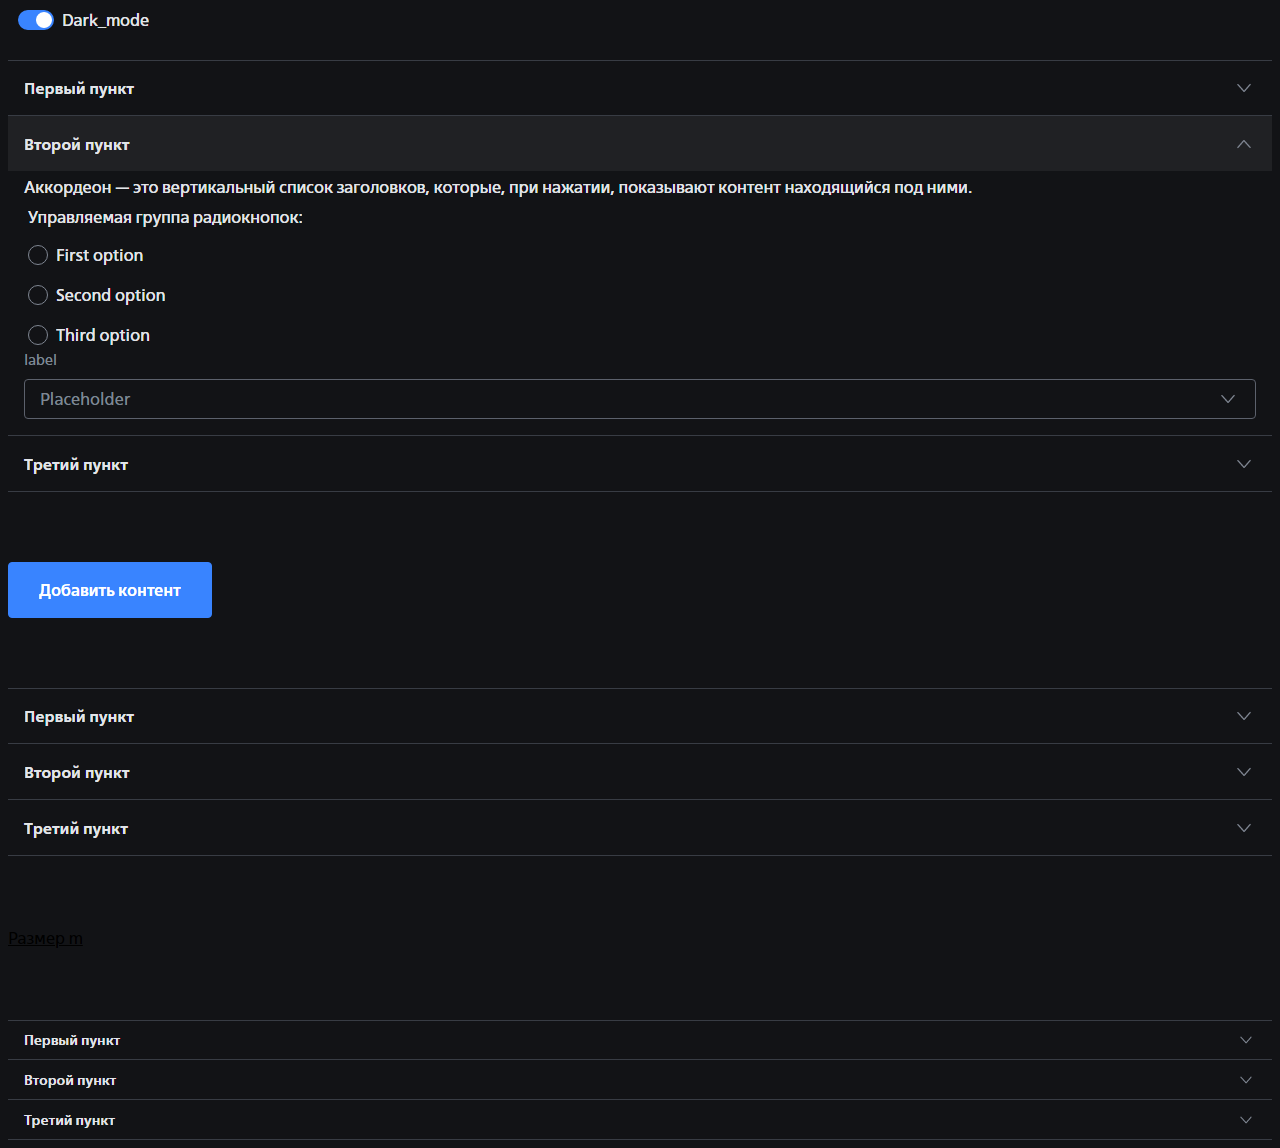 Dark_mode
Первый пункт
Второй пункт
Аккордеон — это вертикальный список заголовков, которые, при нажатии, показывают контент находящийся под ними.
Управляемая группа радиокнопок:
First option
Second option
Third option
label
Placeholder
Третий пункт
Добавить контент
Первый пункт
Второй пункт
Третий пункт
Размер m
Первый пункт
Второй пункт
Третий пункт